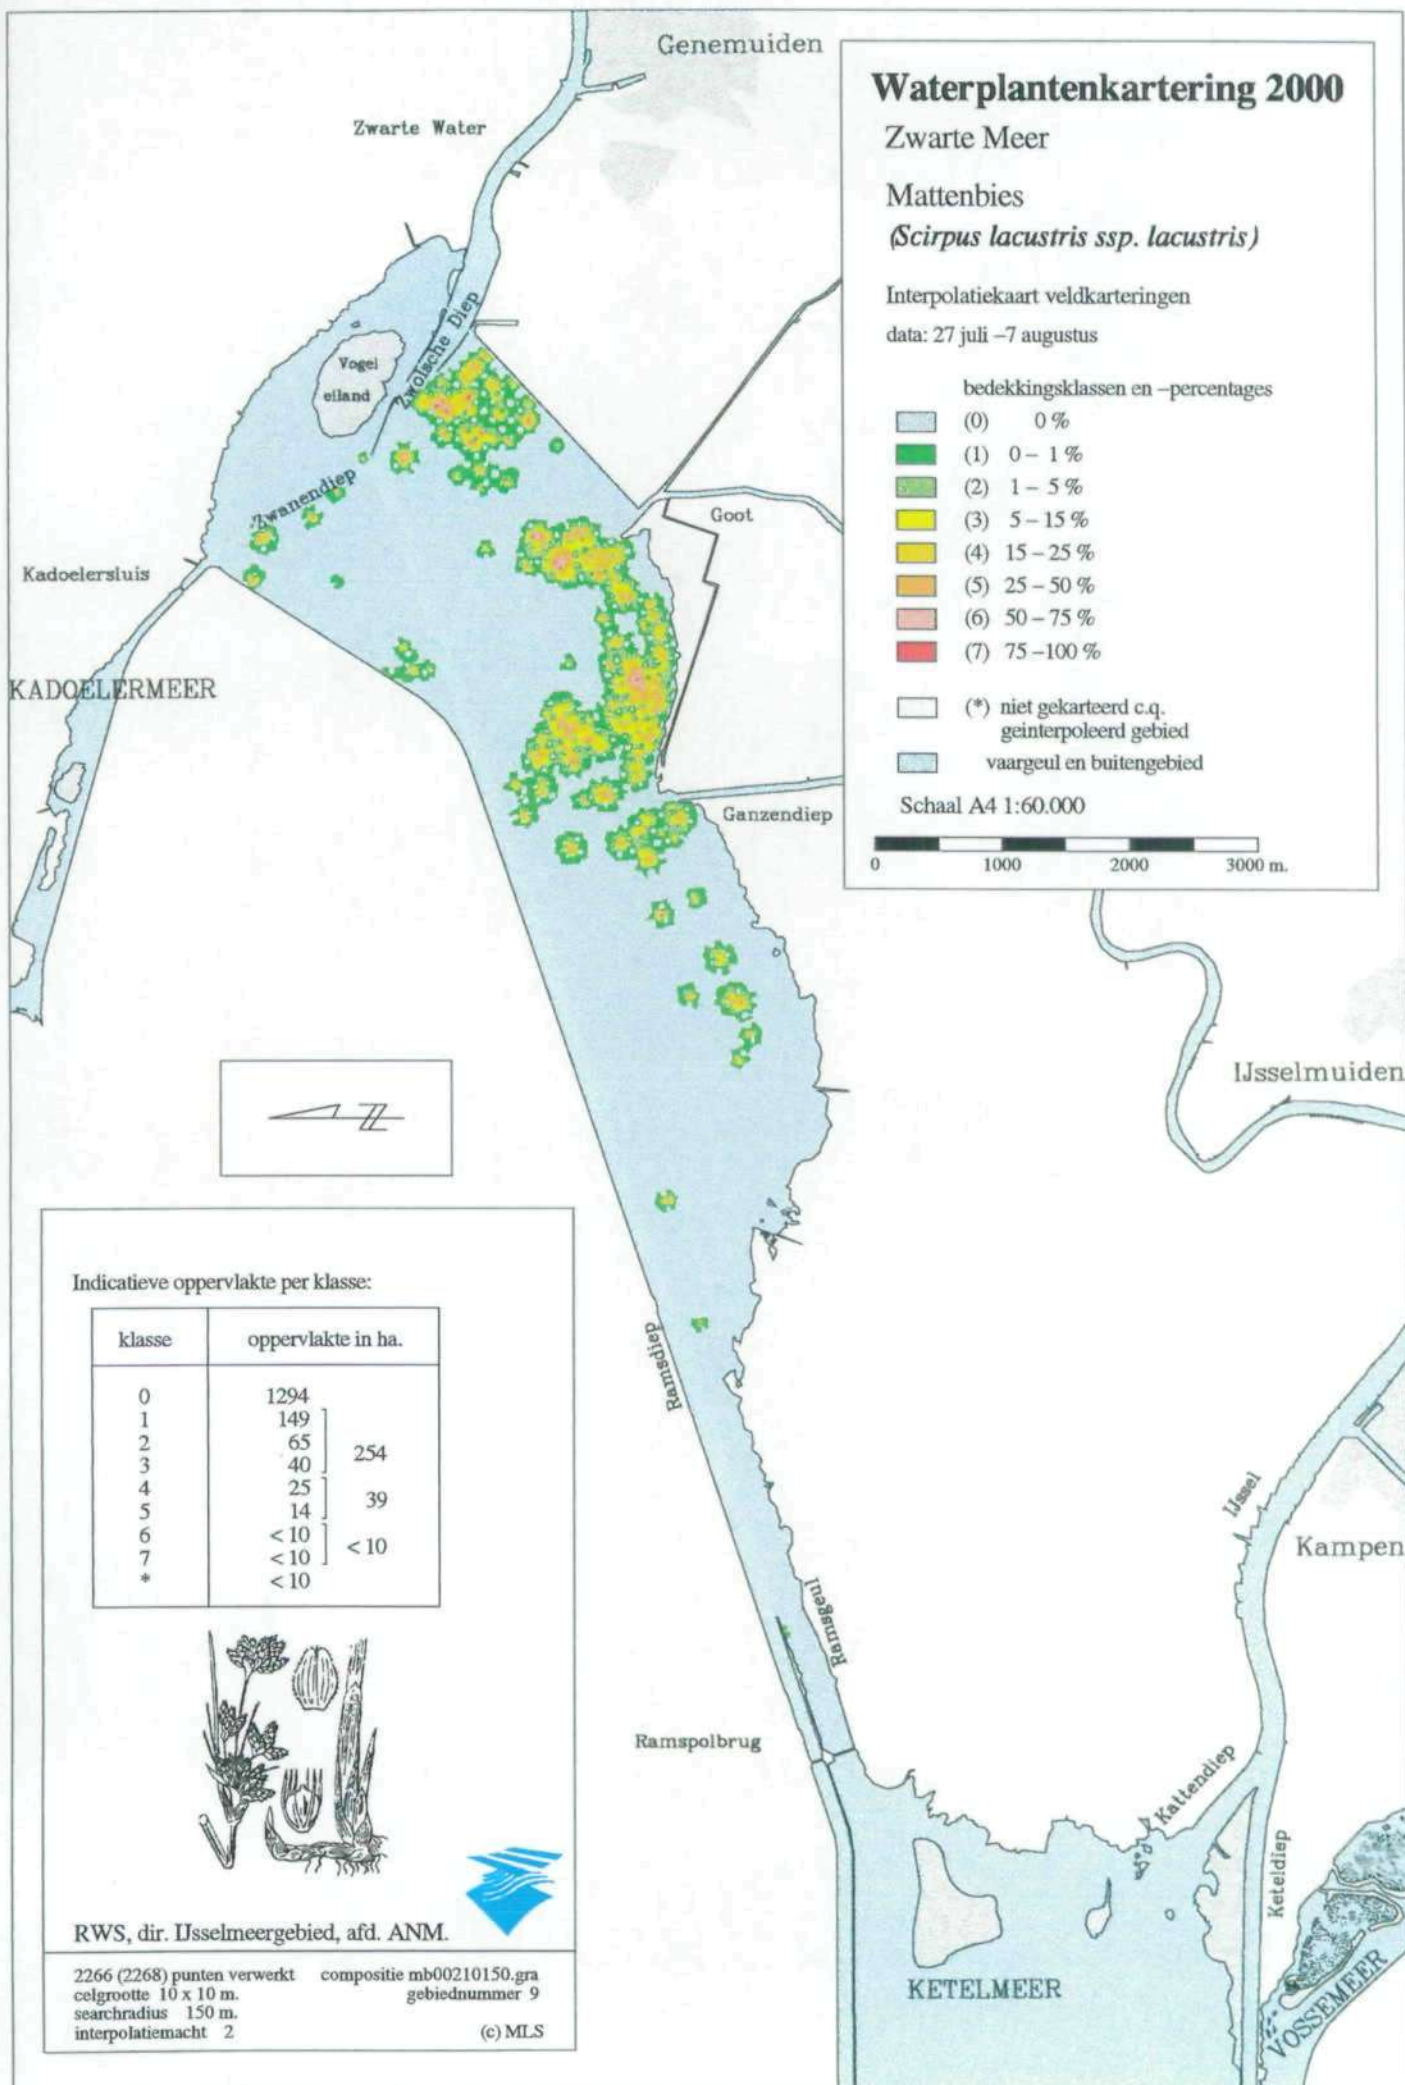 Genemuiden
Zwarte Water
Waterplantenkartering 2000
Zwarte Meer
Mattenbies
(Scirpus lacustris ssp. lacustris)
Interpolatiekaart veldkarteringen
data: 27 juli –7 augustus
bedekkingsklassen en –percentages
(0) 0 %
(1) 0 – 1 %
(2) 1 – 5 %
(3) 5 – 15 %
(4) 15 – 25 %
(5) 25 – 50 %
(6) 50 – 75 %
(7) 75 –100 %
(*) niet gekarteerd c.q.
geinterpoleerd gebied
vaargeul en buitengebied
Schaal A4 1:60.000
0 1000 2000 3000 m.
Zwolsche Diep
Vogel
eiland
Zwanendiep
Goot
Kadoelersluis
KADOELERMEER
Ganzendiep
IJsselmuiden
Z
Ramsdiep
IJssel
Kampen
Ramsgeul
Ramspolbrug
Kattendiep
Keteldiep
KETELMEER
VOSSEMEER
Indicatieve oppervlakte per klasse:
klasse oppervlakte in ha.
0 1294
1 149
2 65 254
3 40
4 25
5 14 39
6 < 10
7 < 10 < 10
* < 10
RWS, dir. IJsselmeergebied, afd. ANM.
2266 (2268) punten verwerkt compositie mb00210150.gra
celgrootte 10 x 10 m. gebiednummer 9
searchradius 150 m.
interpolatiemacht 2 (c) MLS